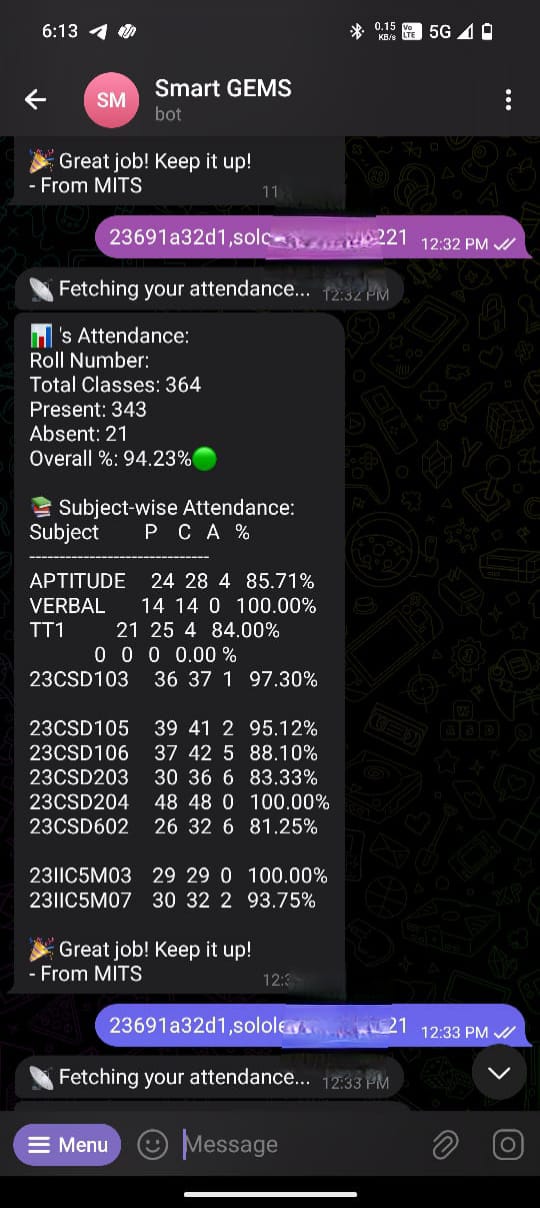 6:13
0.15 KB/s Vo LTE 5G
SM
Smart GEMS
bot
🎉 Great job! Keep it up!
- From MITS
23691a32d1,solo 221 12:32 PM
📡 Fetching your attendance... 12:32 PM
📊 's Attendance:
Roll Number:
Total Classes: 364
Present: 343
Absent: 21
Overall %: 94.23%🟢
📚 Subject-wise Attendance:
Subject P C A %
------------------------------
APTITUDE 24 28 4 85.71%
VERBAL 14 14 0 100.00%
TT1 21 25 4 84.00%
0 0 0 0.00 %
23CSD103 36 37 1 97.30%
23CSD105 39 41 2 95.12%
23CSD106 37 42 5 88.10%
23CSD203 30 36 6 83.33%
23CSD204 48 48 0 100.00%
23CSD602 26 32 6 81.25%
23IIC5M03 29 29 0 100.00%
23IIC5M07 30 32 2 93.75%
🎉 Great job! Keep it up!
- From MITS
23691a32d1,solole 21 12:33 PM
📡 Fetching your attendance... 12:33 PM
Menu
Message